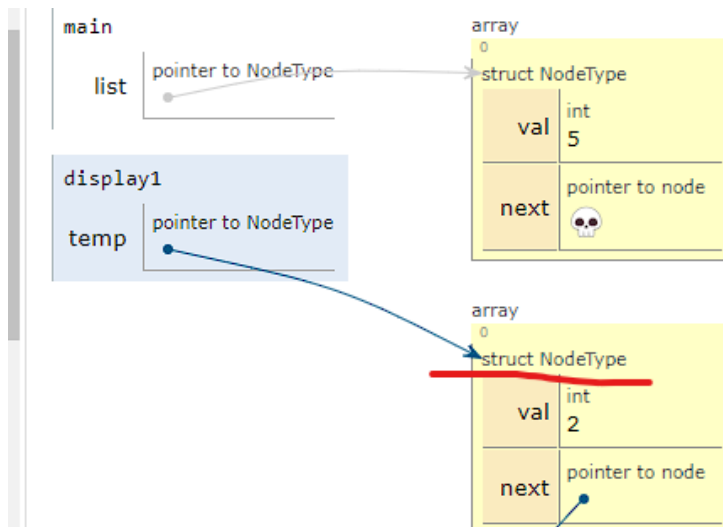 main
list
pointer to NodeType
array
0
struct NodeType
val
int
5
next
pointer to node
display1
temp
pointer to NodeType
array
0
struct NodeType
val
int
2
next
pointer to node